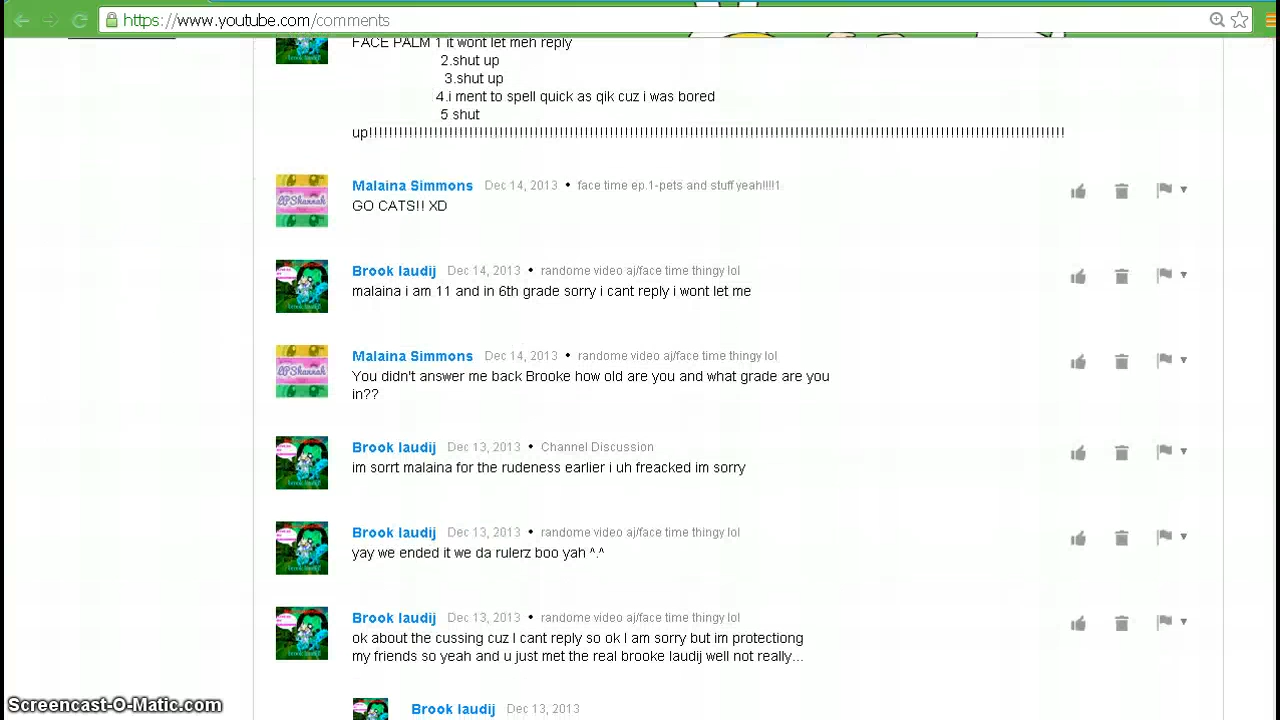 https://www.youtube.com/comments
FACE PALM 1 it wont let meh reply
2.shut up
3.shut up
4.i ment to spell quick as qik cuz i was bored
5 shut
up!!!!!!!!!!!!!!!!!!!!!!!!!!!!!!!!!!!!!!!!!!!!!!!!!!!!!!!!!!!!!!!!!!!!!!!!!!!!!!!!!!!!!!!!!!!!!!!!!!!!!!!!!!!!!!!!!!!!!!!!!!!!!!!!!!!!!!!!!!
Malaina Simmons Dec 14, 2013 • face time ep.1-pets and stuff yeah!!!!1
GO CATS!! XD
Brook laudij Dec 14, 2013 • randome video aj/face time thingy lol
malaina i am 11 and in 6th grade sorry i cant reply i wont let me
Malaina Simmons Dec 14, 2013 • randome video aj/face time thingy lol
You didn't answer me back Brooke how old are you and what grade are you
in??
Brook laudij Dec 13, 2013 • Channel Discussion
im sorrt malaina for the rudeness earlier i uh freacked im sorry
Brook laudij Dec 13, 2013 • randome video aj/face time thingy lol
yay we ended it we da rulerz boo yah ^.^
Brook laudij Dec 13, 2013 • randome video aj/face time thingy lol
ok about the cussing cuz I cant reply so ok I am sorry but im protectiong
my friends so yeah and u just met the real brooke laudij well not really...
Brook laudij Dec 13, 2013
Screencast-O-Matic.com